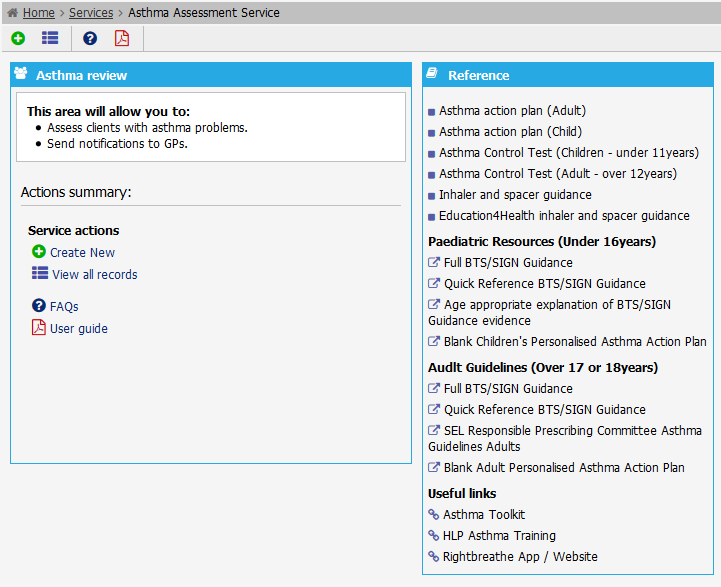 Home > Services > Asthma Assessment Service
Asthma review
This area will allow you to:
• Assess clients with asthma problems.
• Send notifications to GPs.
Actions summary:
Service actions
Create New
View all records
FAQs
User guide
Reference
Asthma action plan (Adult)
Asthma action plan (Child)
Asthma Control Test (Children - under 11years)
Asthma Control Test (Adult - over 12years)
Inhaler and spacer guidance
Education4Health inhaler and spacer guidance
Paediatric Resources (Under 16years)
Full BTS/SIGN Guidance
Quick Reference BTS/SIGN Guidance
Age appropriate explanation of BTS/SIGN
Guidance evidence
Blank Children's Personalised Asthma Action Plan
Audlt Guidelines (Over 17 or 18years)
Full BTS/SIGN Guidance
Quick Reference BTS/SIGN Guidance
SEL Responsible Prescribing Committee Asthma
Guidelines Adults
Blank Adult Personalised Asthma Action Plan
Useful links
Asthma Toolkit
HLP Asthma Training
Rightbreathe App / Website